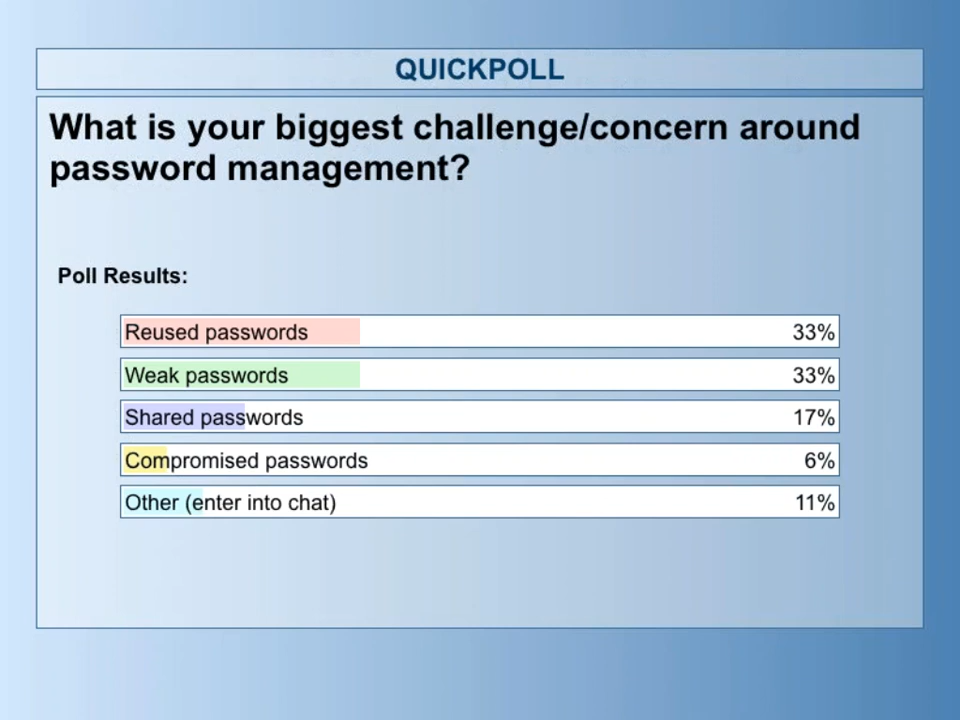 QUICKPOLL
What is your biggest challenge/concern around
password management?
Poll Results:
Reused passwords 33%
Weak passwords 33%
Shared passwords 17%
Compromised passwords 6%
Other (enter into chat) 11%